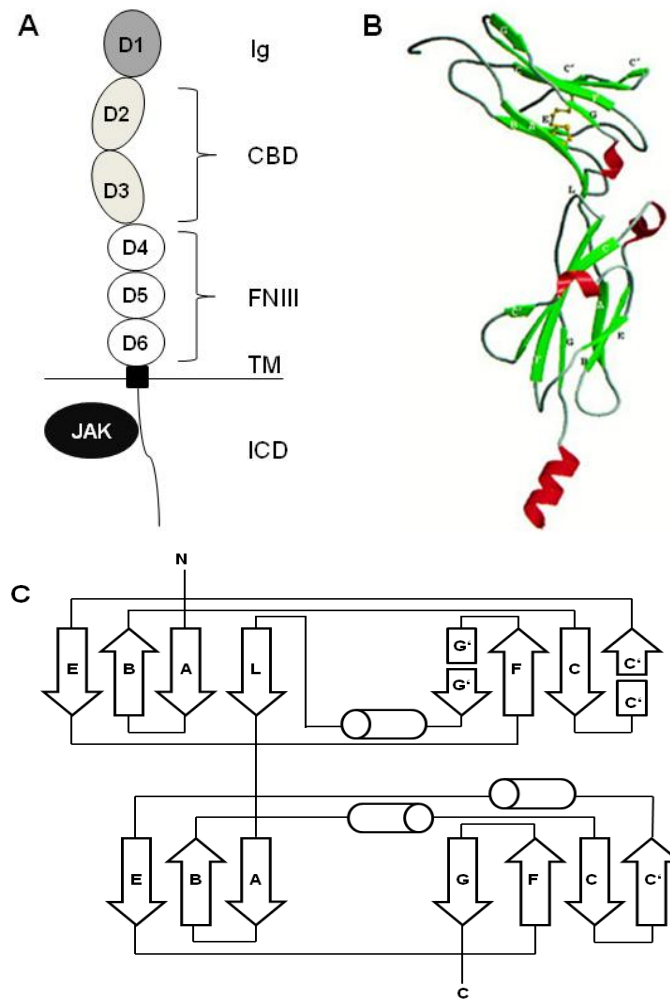 A
D1
Ig
D2
CBD
D3
D4
D5
FNIII
D6
TM
JAK
ICD
B
G
C'
C'
G
E
L
C
A
E
G
F
B
C
N
E B A L G‘ F C
G‘ C‘ C‘
E B A G F C C‘
C